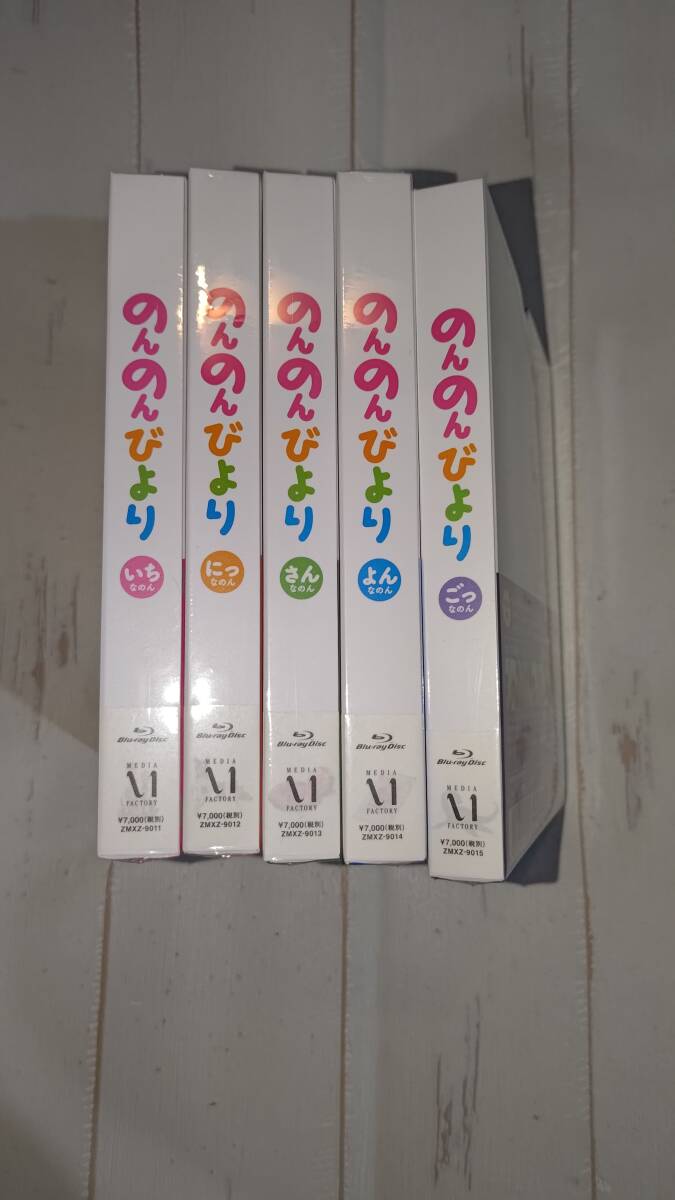 のんのんびより
いち
なのん
Blu-ray Disc
MEDIA
FACTORY
¥7,000(税別)
ZMXZ-9011
のんのんびより
にっ
なのん
Blu-ray Disc
MEDIA
FACTORY
¥7,000(税別)
ZMXZ-9012
のんのんびより
さん
なのん
Blu-ray Disc
MEDIA
FACTORY
¥7,000(税別)
ZMXZ-9013
のんのんびより
よん
なのん
Blu-ray Disc
MEDIA
FACTORY
¥7,000(税別)
ZMXZ-9014
のんのんびより
ごっ
なのん
Blu-ray Disc
MEDIA
FACTORY
¥7,000(税別)
ZMXZ-9015